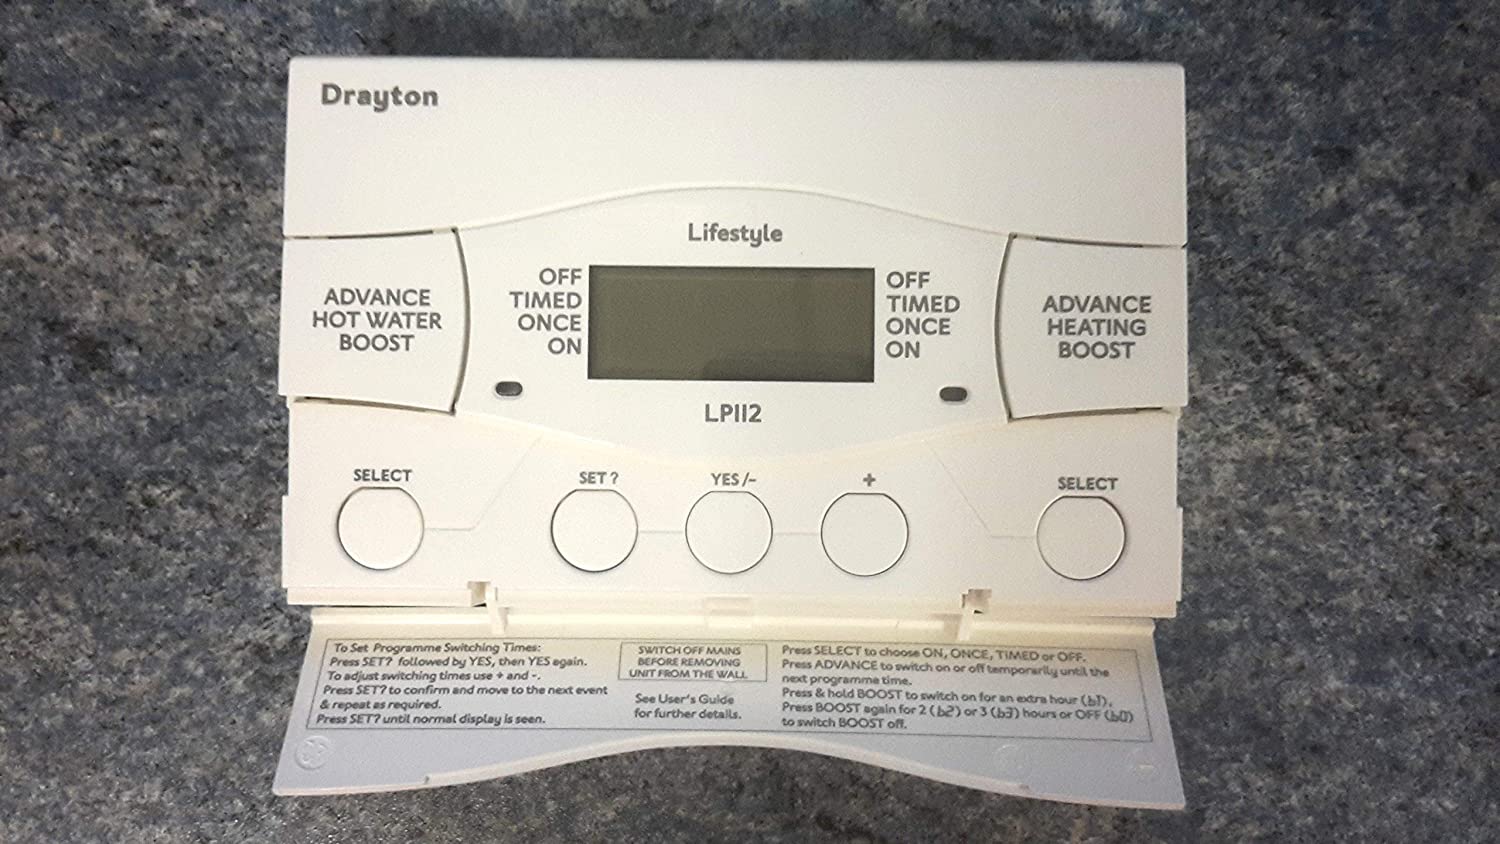 Drayton
Lifestyle
ADVANCE
HOT WATER
BOOST
OFF
TIMED
ONCE
ON
OFF
TIMED
ONCE
ON
ADVANCE
HEATING
BOOST
LP112
SELECT
SET ?
YES /-
+
SELECT
To Set Programme Switching Times:
Press SET? followed by YES, then YES again.
To adjust switching times use + and -.
Press SET? to confirm and move to the next event
& repeat as required.
Press SET? until normal display is seen.
SWITCH OFF MAINS
BEFORE REMOVING
UNIT FROM THE WALL
See User's Guide
for further details.
Press SELECT to choose ON, ONCE, TIMED or OFF.
Press ADVANCE to switch on or off temporarily until the
next programme time.
Press & hold BOOST to switch on for an extra hour (b1),
Press BOOST again for 2 (b2) or 3 (b3) hours or OFF (b0)
to switch BOOST off.